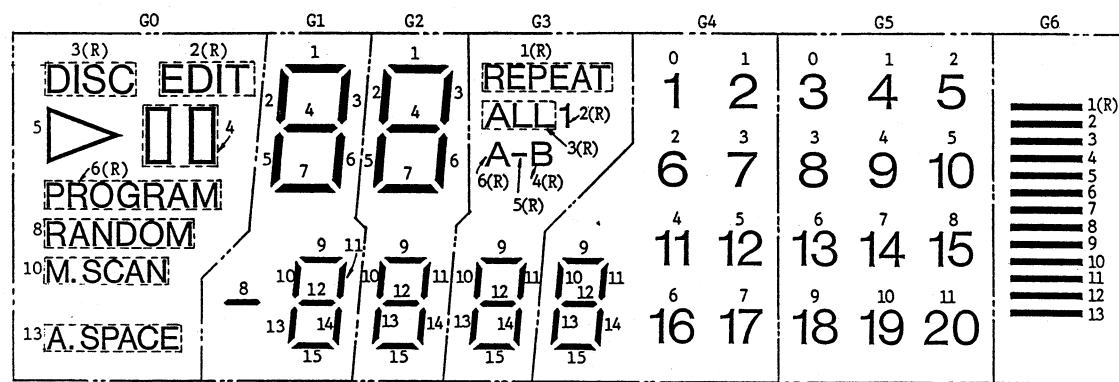 G0 G1 G2 G3 G4 G5 G6
3(R) 2(R) 1 1 1(R) 0 1 0 1 2
DISC EDIT REPEAT 1 2 3 4 5
2 3 2 3 1(R)
4 4 ALL 1 2(R) 2
5 4 3(R) 3
2 3 3 4 5 4
5 6 5 6 A-B 6 7 8 9 10 5
7 7 6(R) 4(R) 6
6(R) 5(R) 7
PROGRAM 8
8 RANDOM 4 5 6 7 8 9
9 11 9 9 9 11 12 13 14 15 10
10 M.SCAN 10 10 11 10 11 10 11 11
12 12 12 12 12
8 6 7 9 10 11 13
13 14 13 14 13 14 13 14 16 17 18 19 20
13 A.SPACE 15 15 15 15